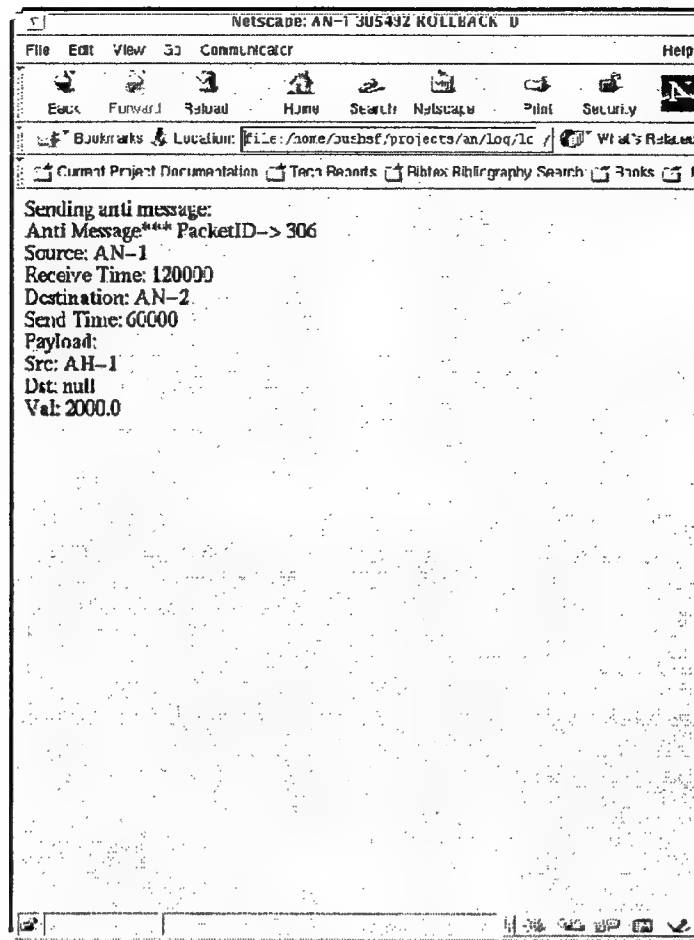 Netscape: AN-1 305492 ROLLBACK D
File Edit View Go Communicator Help
Back Forward Reload Home Search Netscape Print Security N
Bookmarks Location: file:/home/bushsf/projects/an/log/lc What's Related
Current Project Documentation Tech Reports Bibtex Bibliography Search Books
Sending anti message:
Anti Message*** PacketID-> 306
Source: AN-1
Receive Time: 120000
Destination: AN-2
Send Time: 60000
Payload:
Src: AH-1
Dst: null
Val: 2000.0